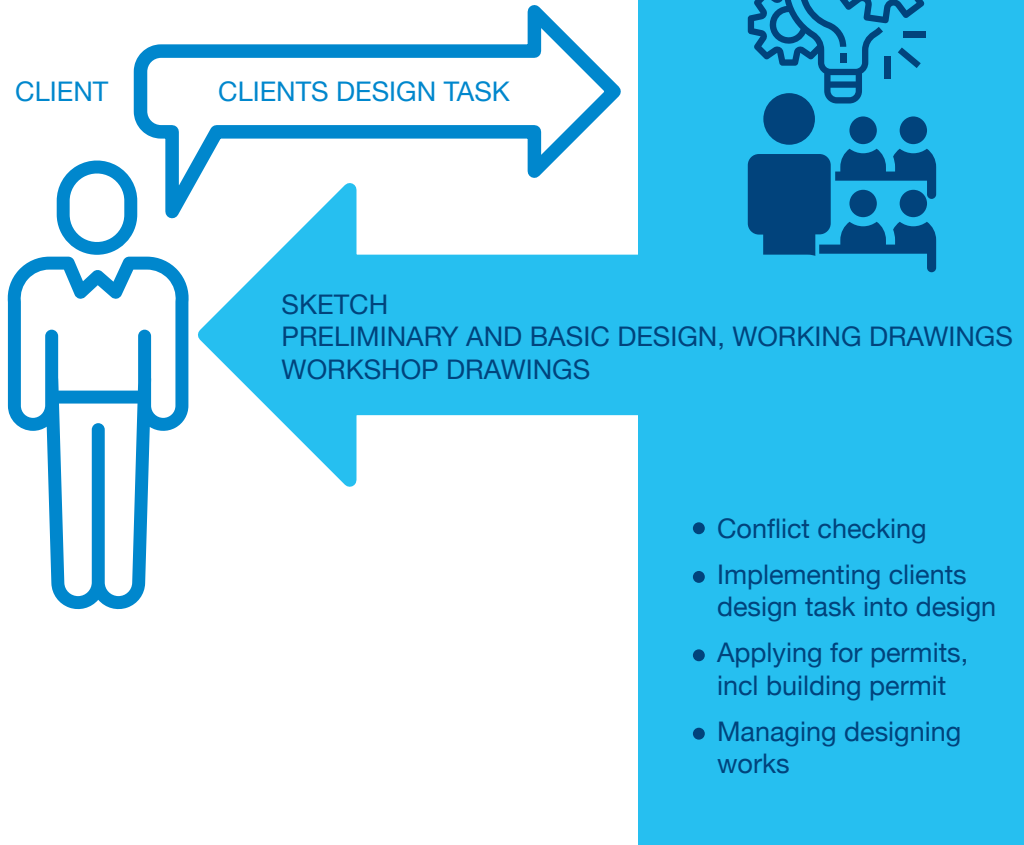 CLIENT
CLIENTS DESIGN TASK
SKETCH
PRELIMINARY AND BASIC DESIGN, WORKING DRAWINGS
WORKSHOP DRAWINGS
• Conflict checking
• Implementing clients
design task into design
• Applying for permits,
incl building permit
• Managing designing
works